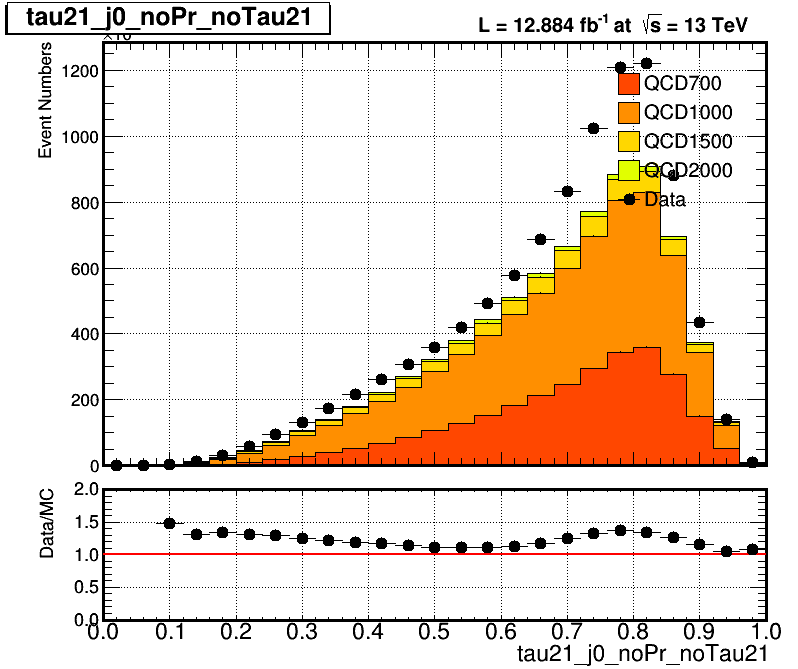 tau21_j0_noPr_noTau21
L = 12.884 fb⁻¹ at √s = 13 TeV
Event Numbers
1200
1000
800
600
400
200
0
QCD700
QCD1000
QCD1500
QCD2000
Data
Data/MC
2.0
1.5
1.0
0.5
0.0
0.0 0.1 0.2 0.3 0.4 0.5 0.6 0.7 0.8 0.9 1.0
tau21_j0_noPr_noTau21